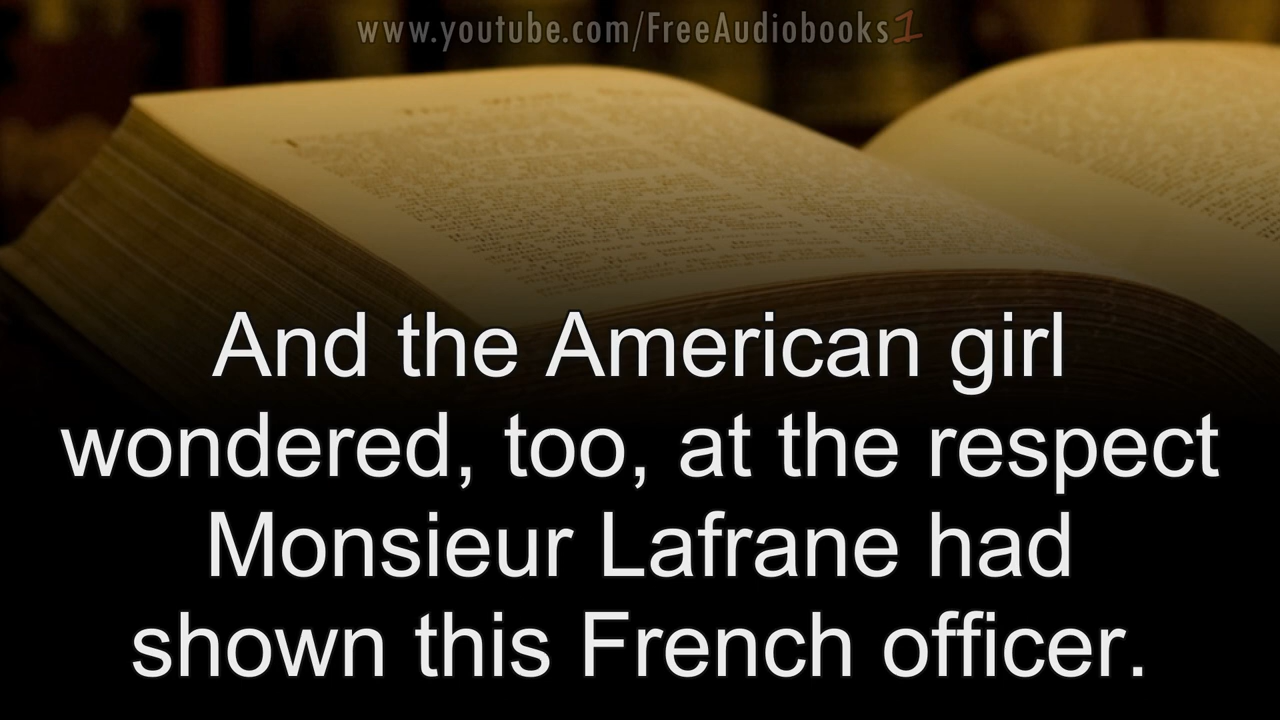 www.youtube.com/FreeAudiobooks1
And the American girl
wondered, too, at the respect
Monsieur Lafrane had
shown this French officer.